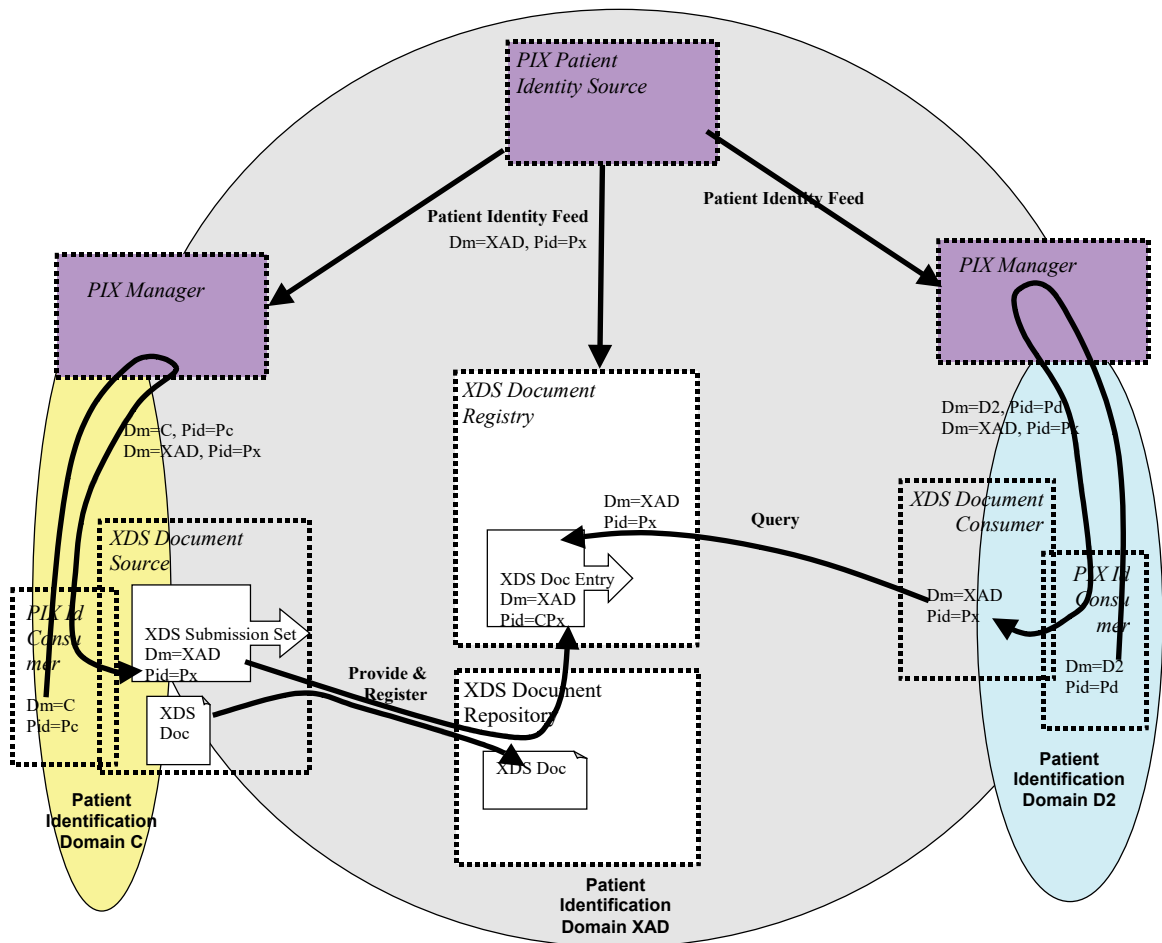 PIX Patient
Identity Source
Patient Identity Feed
Dm=XAD, Pid=Px
Patient Identity Feed
PIX Manager
PIX Manager
Dm=C, Pid=Pc
Dm=XAD, Pid=Px
XDS Document
Registry
Dm=XAD
Pid=Px
XDS Doc Entry
Dm=XAD
Pid=CPx
Query
Dm=D2, Pid=Pd
Dm=XAD, Pid=Px
XDS Document
Consumer
Dm=XAD
Pid=Px
PIX Id
Consu
mer
Dm=D2
Pid=Pd
XDS Document
Source
PIX Id
Consu
mer
Dm=C
Pid=Pc
XDS Submission Set
Dm=XAD
Pid=Px
XDS
Doc
Provide &
Register
XDS Document
Repository
XDS Doc
Patient
Identification
Domain C
Patient
Identification
Domain D2
Patient
Identification
Domain XAD